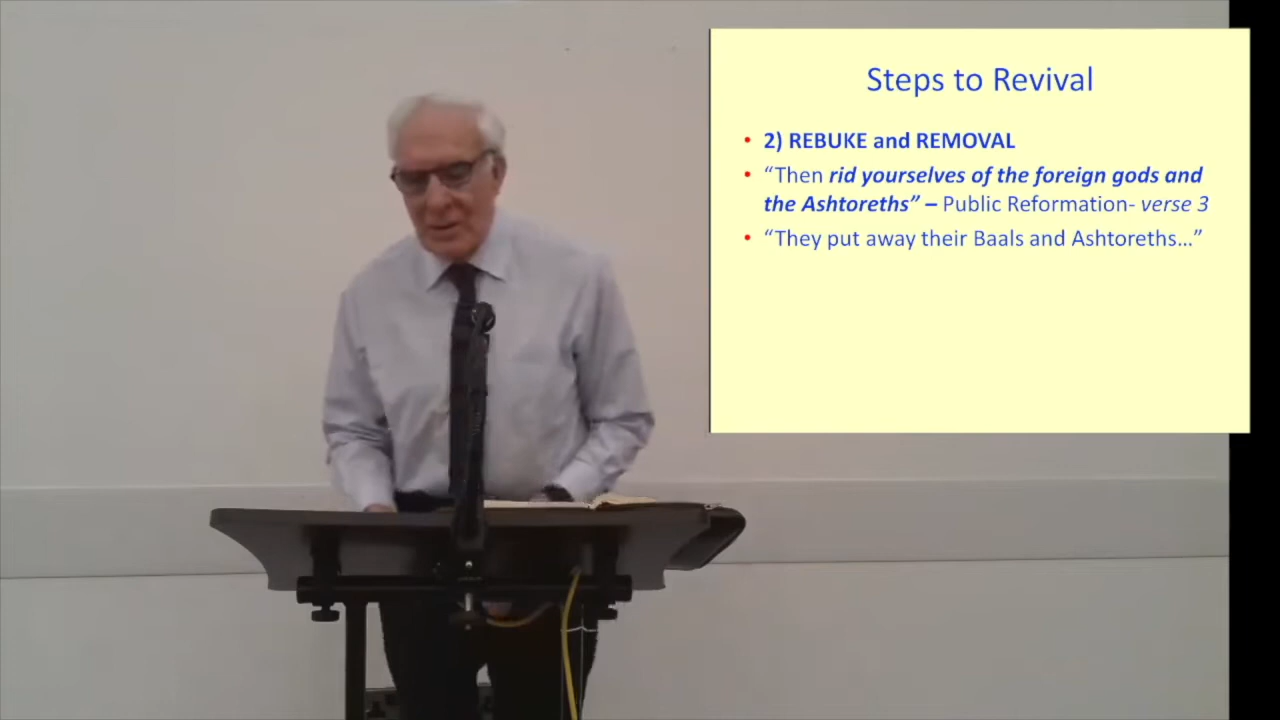 Steps to Revival
• 2) REBUKE and REMOVAL
• “Then rid yourselves of the foreign gods and
the Ashtoreths” – Public Reformation- verse 3
• “They put away their Baals and Ashtoreths…”